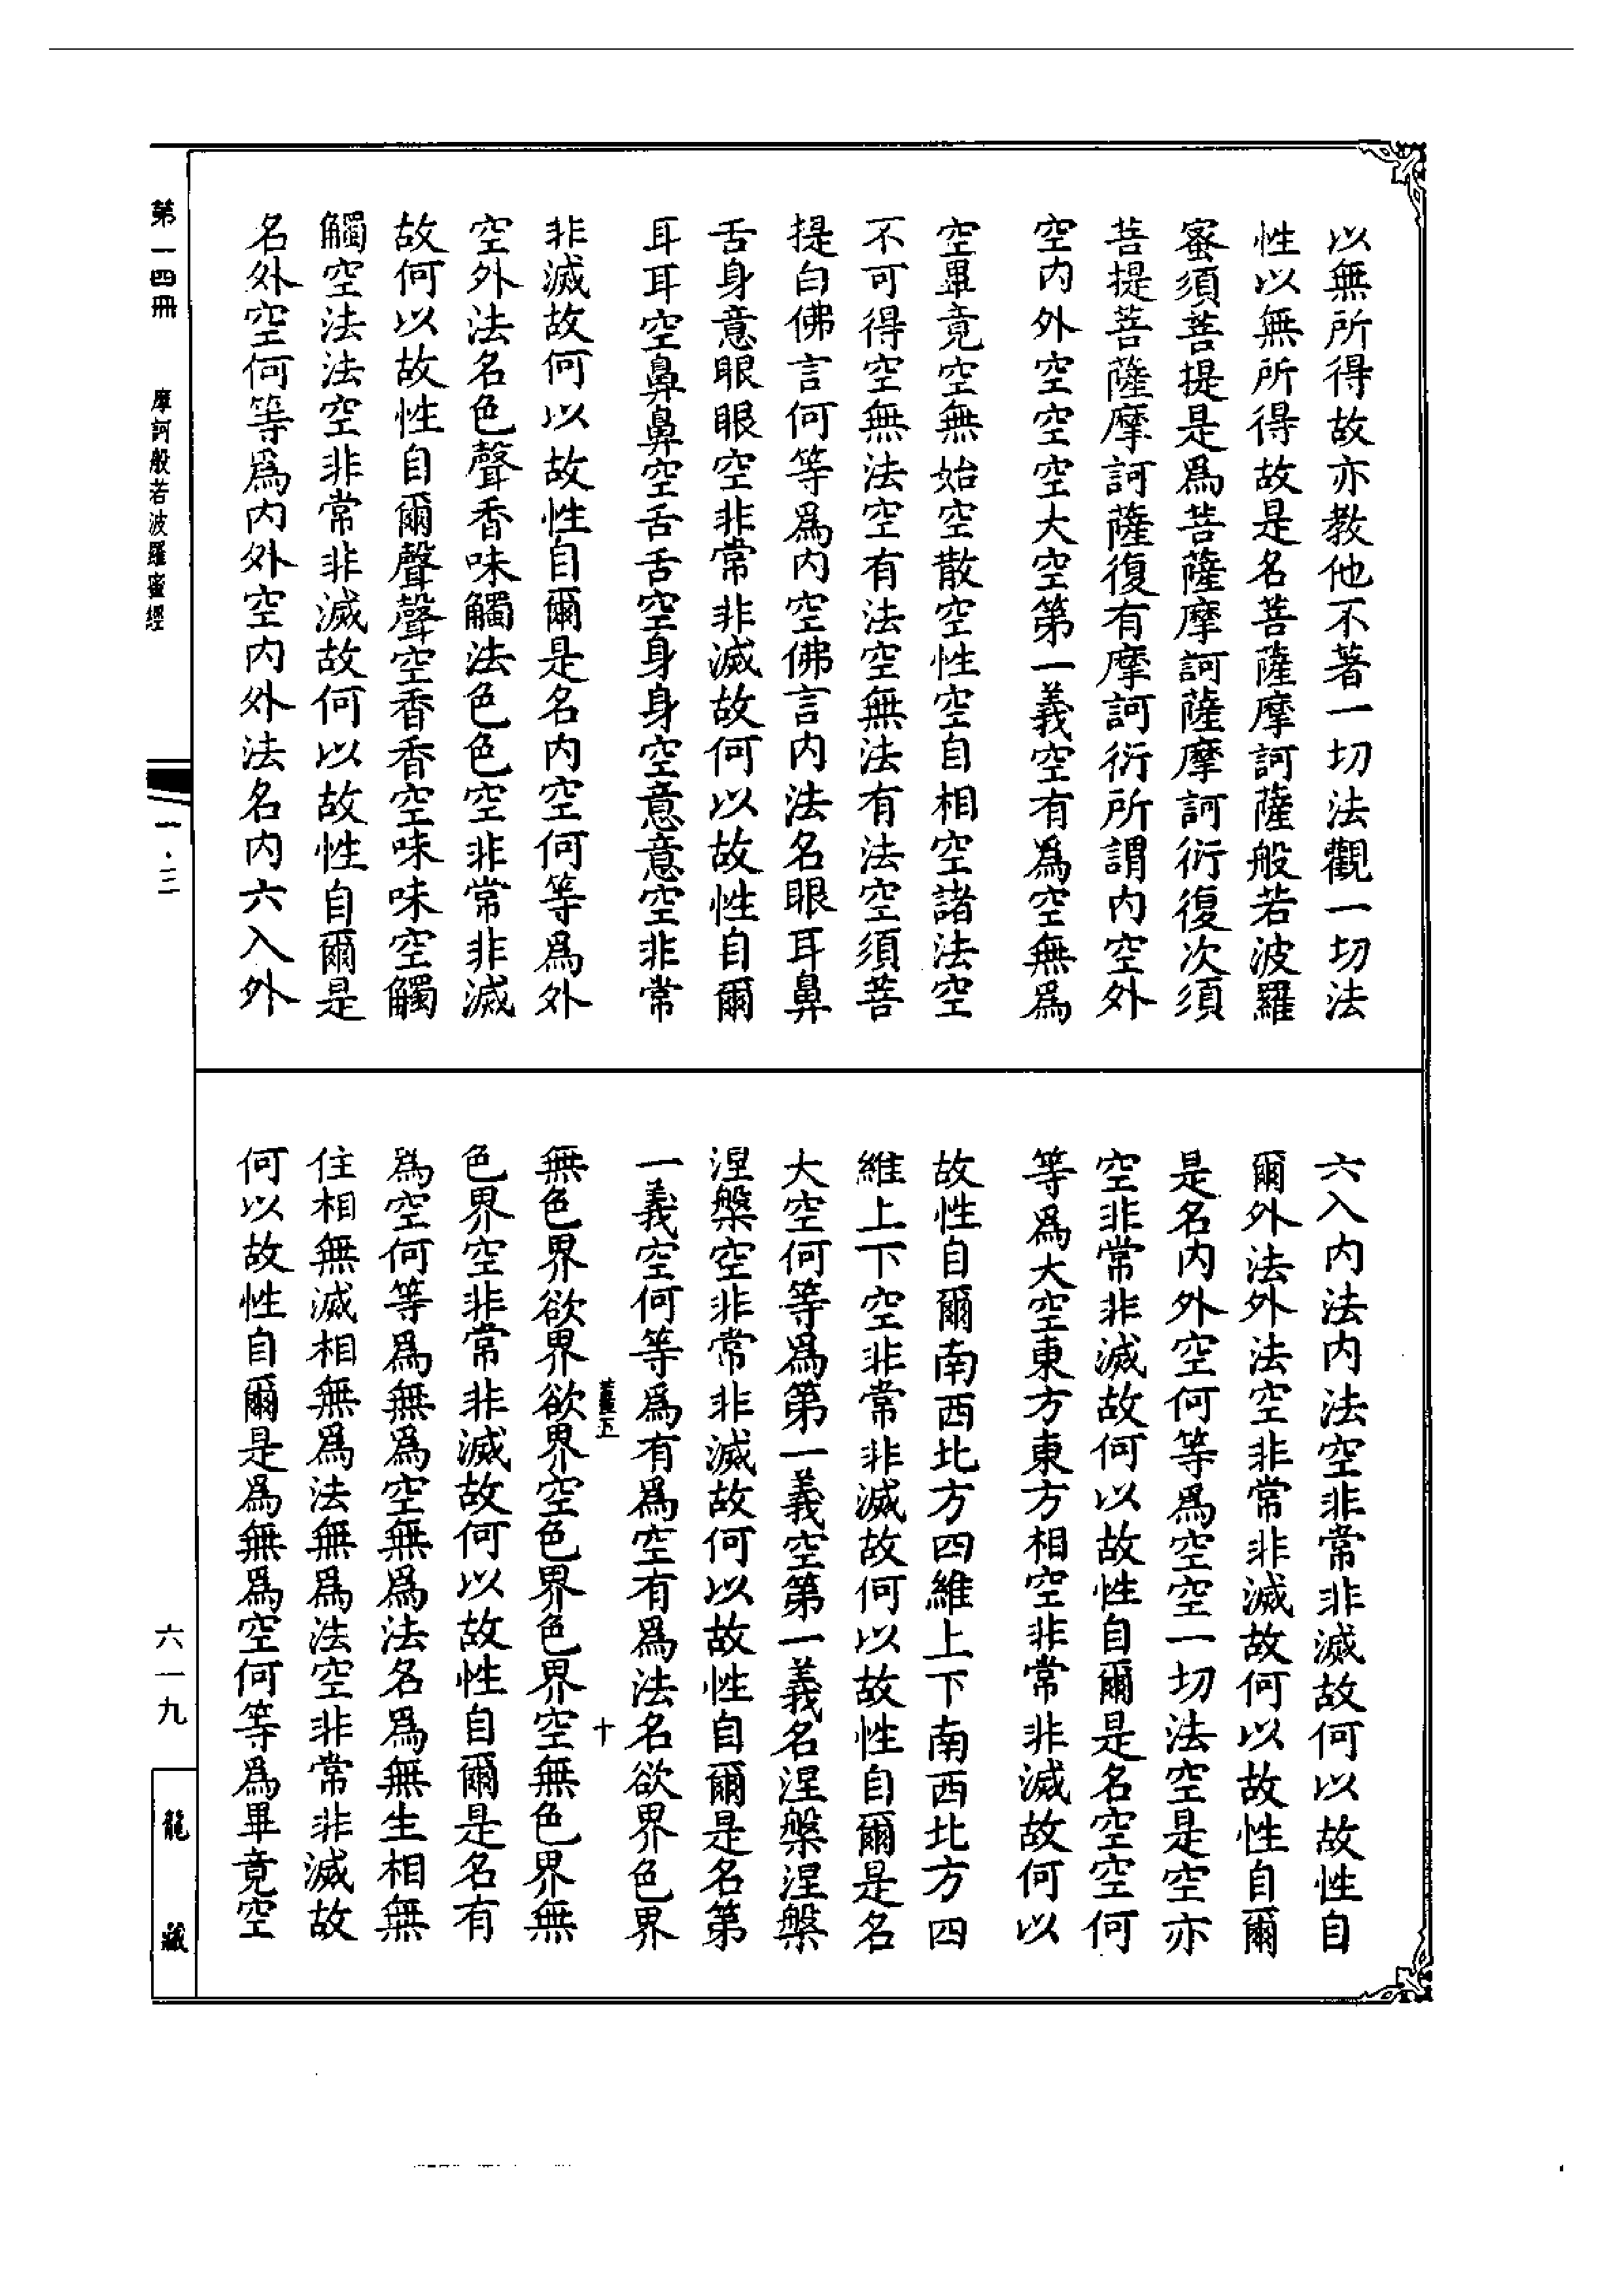 以無所得故亦教他不著一切法觀一切法
性以無所得故是名菩薩摩訶薩般若波羅
蜜須菩提是為菩薩摩訶薩摩訶衍復次須
菩提菩薩摩訶薩復有摩訶衍所謂內空外
空內外空空空大空第一義空有為空無為
空畢竟空無始空散空性空自相空諸法空
不可得空無法空有法空無法有法空須菩
提白佛言何等為內空佛言內法名眼耳鼻
舌身意眼眼空非常非滅故何以故性自爾
耳耳空鼻鼻空舌舌空身身空意意空非常
非滅故何以故性自爾是名內空何等為外
空外法名色聲香味觸法色色空非常非滅
故何以故性自爾聲聲空香香空味味空觸
觸空法法空非常非滅故何以故性自爾是
名外空何等為內外空內外法名內六入外
六入內法內法空非常非滅故何以故性自
爾外法外法空非常非滅故何以故性自爾
是名內外空何等為空空一切法空是空亦
空非常非滅故何以故性自爾是名空空何
等為大空東方東方相空非常非滅故何以
故性自爾南西北方四維上下南西北方四
維上下空非常非滅故何以故性自爾是名
大空何等為第一義空第一義名涅槃涅槃
涅槃空非常非滅故何以故性自爾是名第
一義空何等為有為空有為法名欲界色界
十
無色界欲界欲界空色界色界空無色界無
色界空非常非滅故何以故性自爾是名有
為空何等為無為空無為法名為無生相無
住相無滅相無為法無為法空非常非滅故
何以故性自爾是為無為空何等為畢竟空
第一四冊 摩訶般若波羅蜜經
一·三
六一九
龍藏